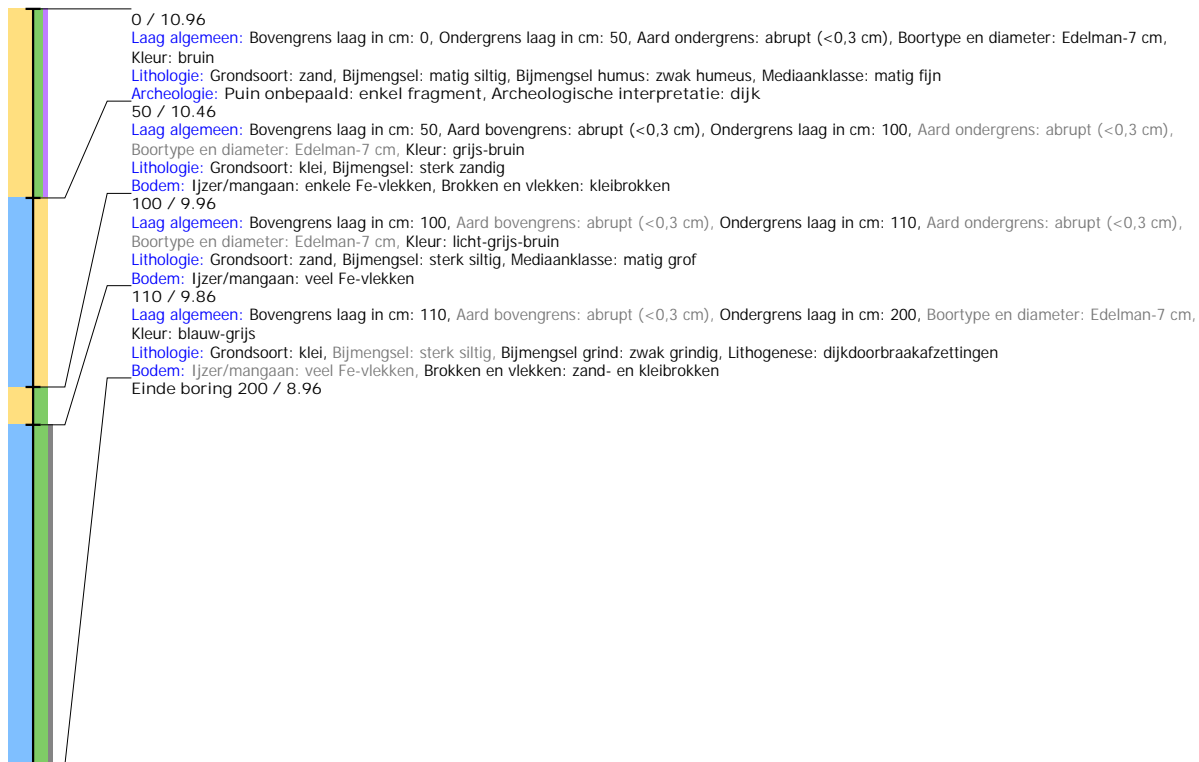 0 / 10.96
Laag algemeen: Bovengrens laag in cm: 0, Ondergrens laag in cm: 50, Aard ondergrens: abrupt (<0,3 cm), Boortype en diameter: Edelman-7 cm,
Kleur: bruin
Lithologie: Grondsoort: zand, Bijmengsel: matig siltig, Bijmengsel humus: zwak humeus, Mediaanklasse: matig fijn
Archeologie: Puin onbepaald: enkel fragment, Archeologische interpretatie: dijk
50 / 10.46
Laag algemeen: Bovengrens laag in cm: 50, Aard bovengrens: abrupt (<0,3 cm), Ondergrens laag in cm: 100, Aard ondergrens: abrupt (<0,3 cm),
Boortype en diameter: Edelman-7 cm, Kleur: grijs-bruin
Lithologie: Grondsoort: klei, Bijmengsel: sterk zandig
Bodem: Ijzer/mangaan: enkele Fe-vlekken, Brokken en vlekken: kleibrokken
100 / 9.96
Laag algemeen: Bovengrens laag in cm: 100, Aard bovengrens: abrupt (<0,3 cm), Ondergrens laag in cm: 110, Aard ondergrens: abrupt (<0,3 cm),
Boortype en diameter: Edelman-7 cm, Kleur: licht-grijs-bruin
Lithologie: Grondsoort: zand, Bijmengsel: sterk siltig, Mediaanklasse: matig grof
Bodem: Ijzer/mangaan: veel Fe-vlekken
110 / 9.86
Laag algemeen: Bovengrens laag in cm: 110, Aard bovengrens: abrupt (<0,3 cm), Ondergrens laag in cm: 200, Boortype en diameter: Edelman-7 cm,
Kleur: blauw-grijs
Lithologie: Grondsoort: klei, Bijmengsel: sterk siltig, Bijmengsel grind: zwak grindig, Lithogenese: dijkdoorbraakafzettingen
Bodem: Ijzer/mangaan: veel Fe-vlekken, Brokken en vlekken: zand- en kleibrokken
Einde boring 200 / 8.96